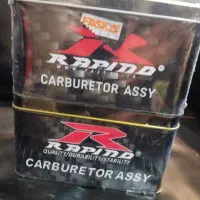 RAPIDO
CARBURETOR ASSY
RAPIDO
QUALITY/DURABILITY/STABILITY
CARBURETOR ASSY